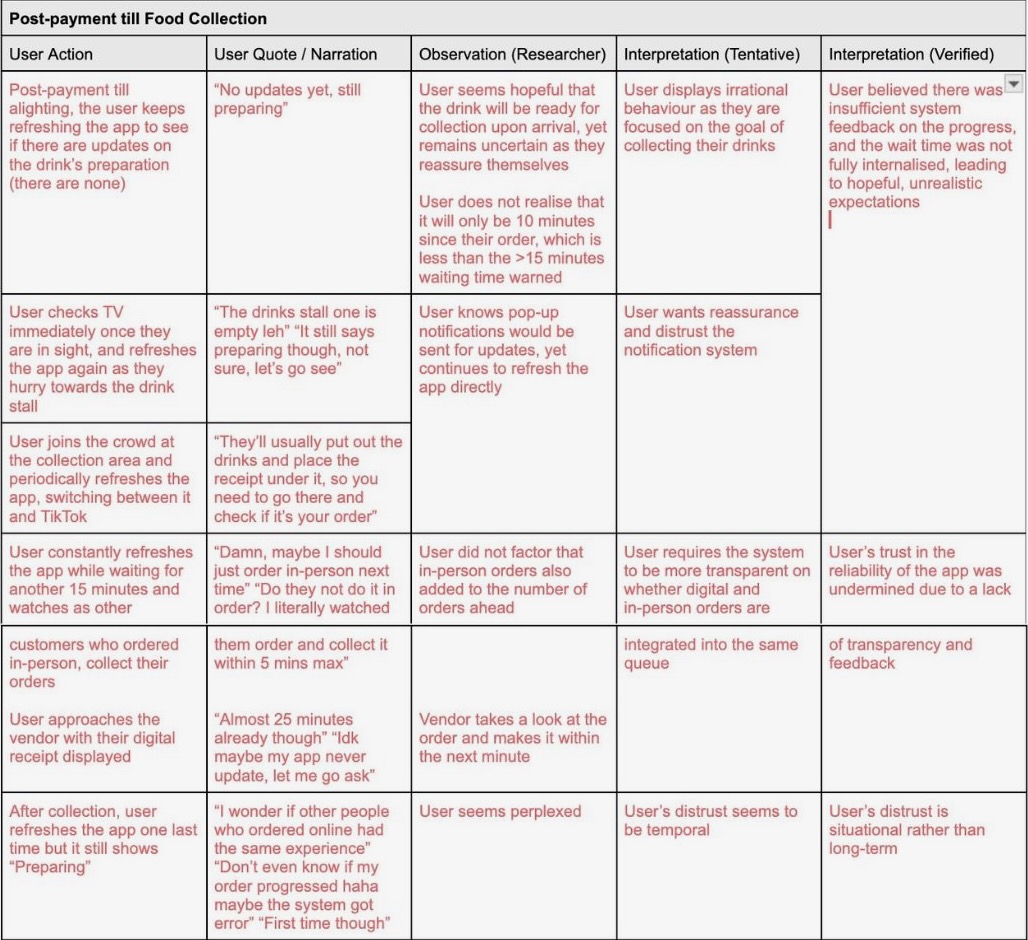 Post-payment till Food Collection
User Action
User Quote / Narration
Observation (Researcher)
Interpretation (Tentative)
Interpretation (Verified)
Post-payment till
alighting, the user keeps
refreshing the app to see
if there are updates on
the drink's preparation
(there are none)
“No updates yet, still
preparing”
User seems hopeful that
the drink will be ready for
collection upon arrival, yet
remains uncertain as they
reassure themselves
User does not realise that
it will only be 10 minutes
since their order, which is
less than the >15 minutes
waiting time warned
User displays irrational
behaviour as they are
focused on the goal of
collecting their drinks
User believed there was
insufficient system
feedback on the progress,
and the wait time was not
fully internalised, leading
to hopeful, unrealistic
expectations
User checks TV
immediately once they
are in sight, and refreshes
the app again as they
hurry towards the drink
stall
“The drinks stall one is
empty leh” “It still says
preparing though, not
sure, let's go see”
User knows pop-up
notifications would be
sent for updates, yet
continues to refresh the
app directly
User wants reassurance
and distrust the
notification system
User joins the crowd at
the collection area and
periodically refreshes the
app, switching between it
and TikTok
“They'll usually put out the
drinks and place the
receipt under it, so you
need to go there and
check if it's your order”
User constantly refreshes
the app while waiting for
another 15 minutes and
watches as other
“Damn, maybe I should
just order in-person next
time” “Do they not do it in
order? I literally watched
User did not factor that
in-person orders also
added to the number of
orders ahead
User requires the system
to be more transparent on
whether digital and
in-person orders are
User's trust in the
reliability of the app was
undermined due to a lack
customers who ordered
in-person, collect their
orders
them order and collect it
within 5 mins max”
integrated into the same
queue
of transparency and
feedback
User approaches the
vendor with their digital
receipt displayed
“Almost 25 minutes
already though” “Idk
maybe my app never
update, let me go ask”
Vendor takes a look at the
order and makes it within
the next minute
After collection, user
refreshes the app one last
time but it still shows
“Preparing”
“I wonder if other people
who ordered online had
the same experience”
“Don't even know if my
order progressed haha
maybe the system got
error” “First time though”
User seems perplexed
User's distrust seems to
be temporal
User's distrust is
situational rather than
long-term